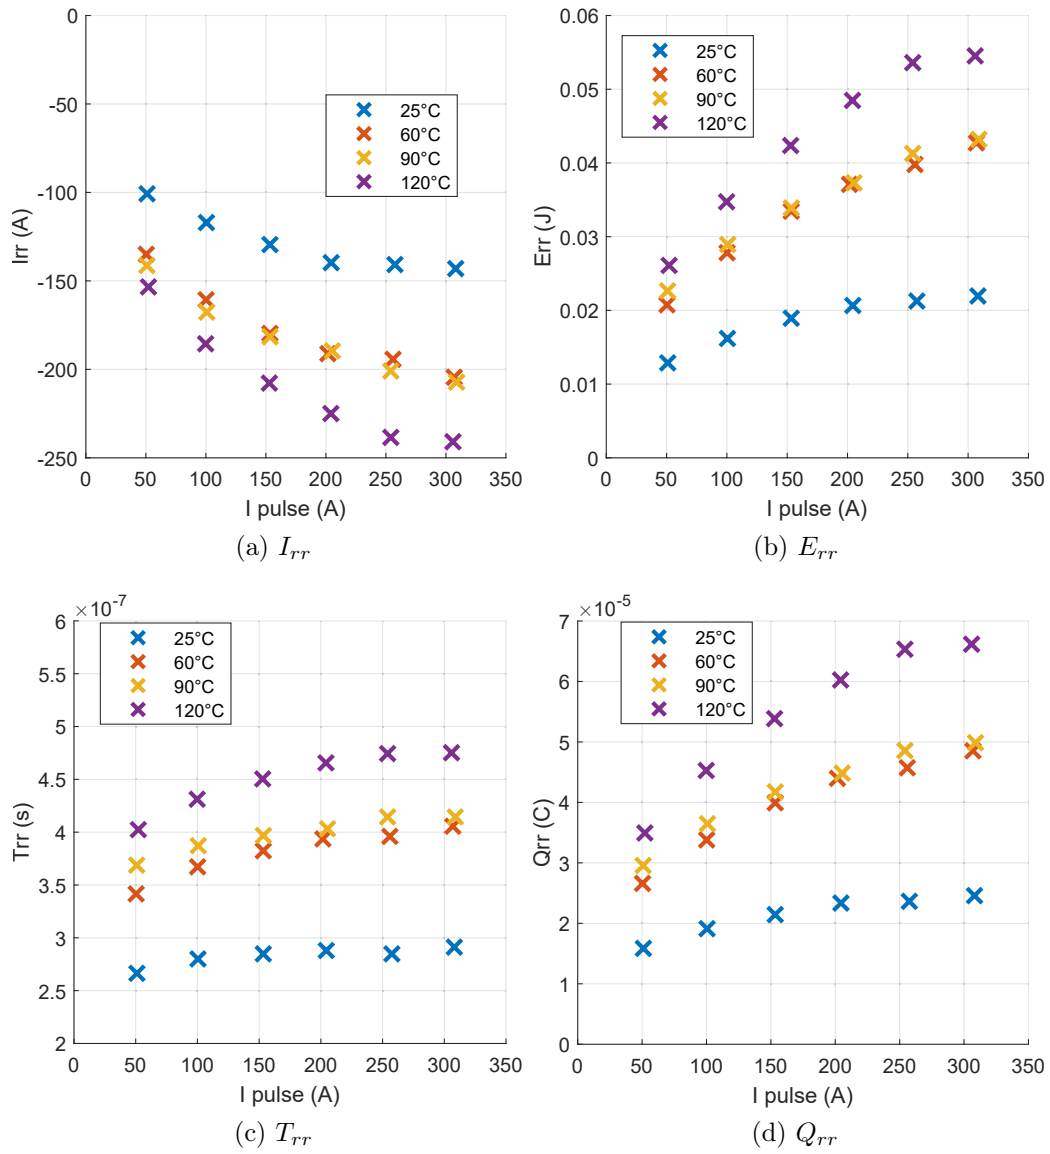 0
-50
-100
-150
-200
-250
Irr (A)
25°C
60°C
90°C
120°C
0 50 100 150 200 250 300 350
I pulse (A)
(a) Irr
0.06
0.05
0.04
0.03
0.02
0.01
0
Err (J)
25°C
60°C
90°C
120°C
0 50 100 150 200 250 300 350
I pulse (A)
(b) Err
×10-7
6
5.5
5
4.5
4
3.5
3
2.5
2
Trr (s)
25°C
60°C
90°C
120°C
0 50 100 150 200 250 300 350
I pulse (A)
(c) Trr
×10-5
7
6
5
4
3
2
1
0
Qrr (C)
25°C
60°C
90°C
120°C
0 50 100 150 200 250 300 350
I pulse (A)
(d) Qrr